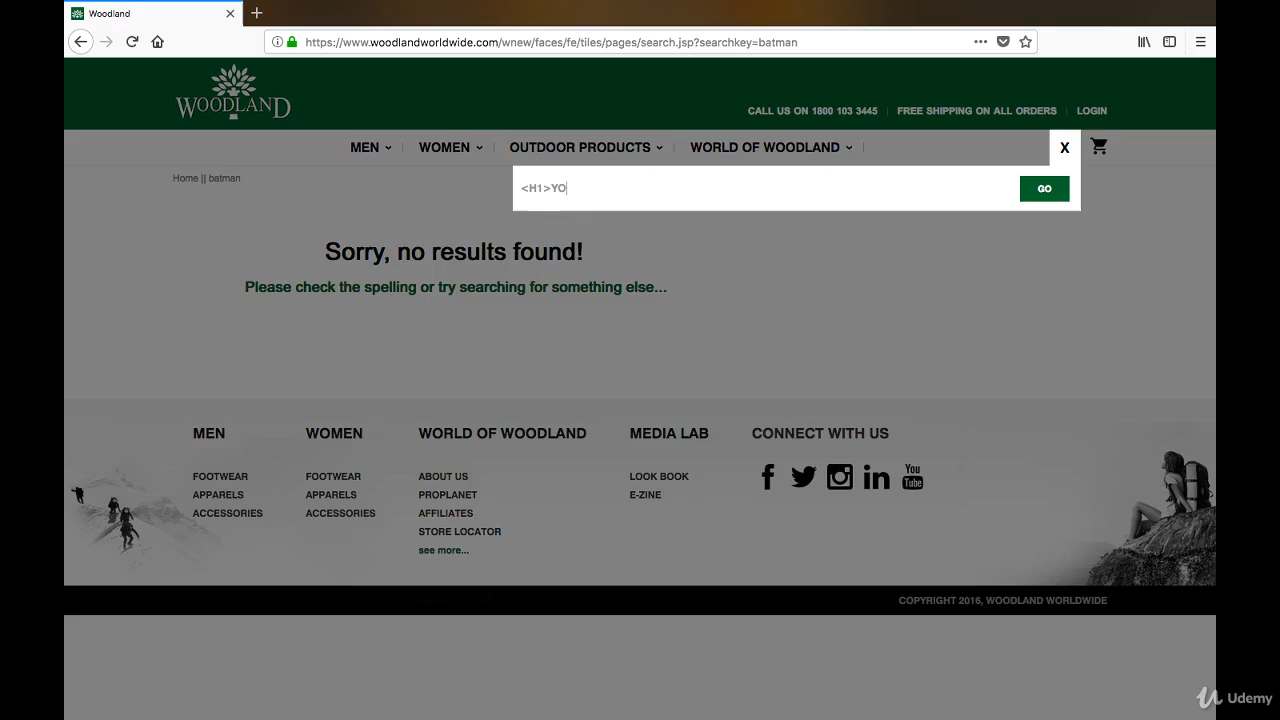 Woodland
https://www.woodlandworldwide.com/wnew/faces/fe/tiles/pages/search.jsp?searchkey=batman
WOODLAND
CALL US ON 1800 103 3445
FREE SHIPPING ON ALL ORDERS
LOGIN
MEN
WOMEN
OUTDOOR PRODUCTS
WORLD OF WOODLAND
X
Home || batman
<H1>YO
GO
Sorry, no results found!
Please check the spelling or try searching for something else...
MEN
FOOTWEAR
APPARELS
ACCESSORIES
WOMEN
FOOTWEAR
APPARELS
ACCESSORIES
WORLD OF WOODLAND
ABOUT US
PROPLANET
AFFILIATES
STORE LOCATOR
see more...
MEDIA LAB
LOOK BOOK
E-ZINE
CONNECT WITH US
You
Tube
COPYRIGHT 2016, WOODLAND WORLDWIDE
Udemy